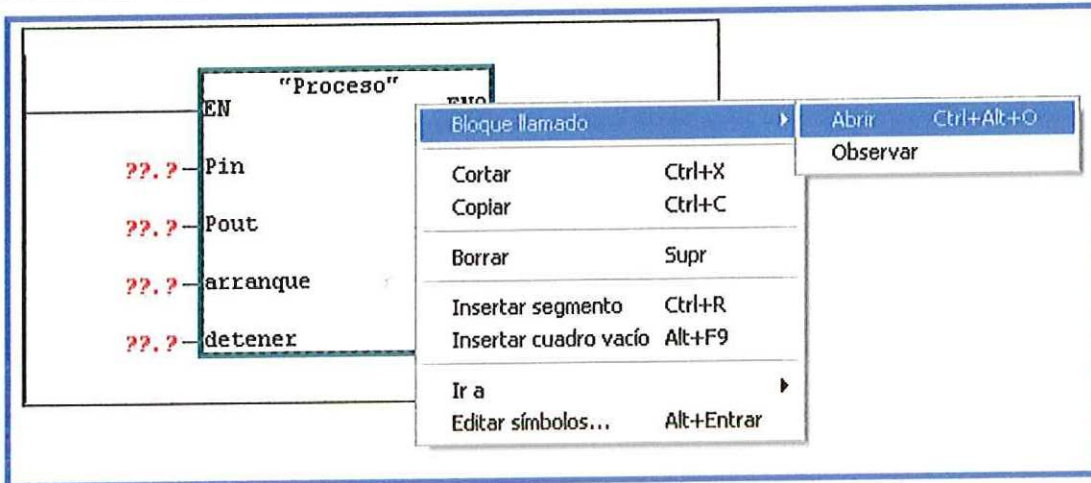 "Proceso"
EN ENO
??.? Pin
??.? Pout
??.? arranque
??.? detener
Bloque llamado
Cortar Ctrl+X
Copiar Ctrl+C
Borrar Supr
Insertar segmento Ctrl+R
Insertar cuadro vacío Alt+F9
Ir a
Editar símbolos... Alt+Entrar
Abrir Ctrl+Alt+O
Observar